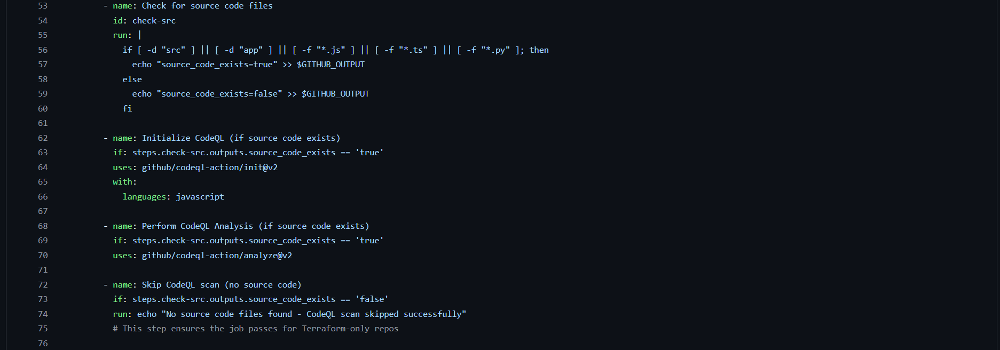 53 - name: Check for source code files
54 id: check-src
55 run: |
56 if [ -d "src" ] || [ -d "app" ] || [ -f "*.js" ] || [ -f "*.ts" ] || [ -f "*.py" ]; then
57 echo "source_code_exists=true" >> $GITHUB_OUTPUT
58 else
59 echo "source_code_exists=false" >> $GITHUB_OUTPUT
60 fi
61
62 - name: Initialize CodeQL (if source code exists)
63 if: steps.check-src.outputs.source_code_exists == 'true'
64 uses: github/codeql-action/init@v2
65 with:
66 languages: javascript
67
68 - name: Perform CodeQL Analysis (if source code exists)
69 if: steps.check-src.outputs.source_code_exists == 'true'
70 uses: github/codeql-action/analyze@v2
71
72 - name: Skip CodeQL scan (no source code)
73 if: steps.check-src.outputs.source_code_exists == 'false'
74 run: echo "No source code files found - CodeQL scan skipped successfully"
75 # This step ensures the job passes for Terraform-only repos
76